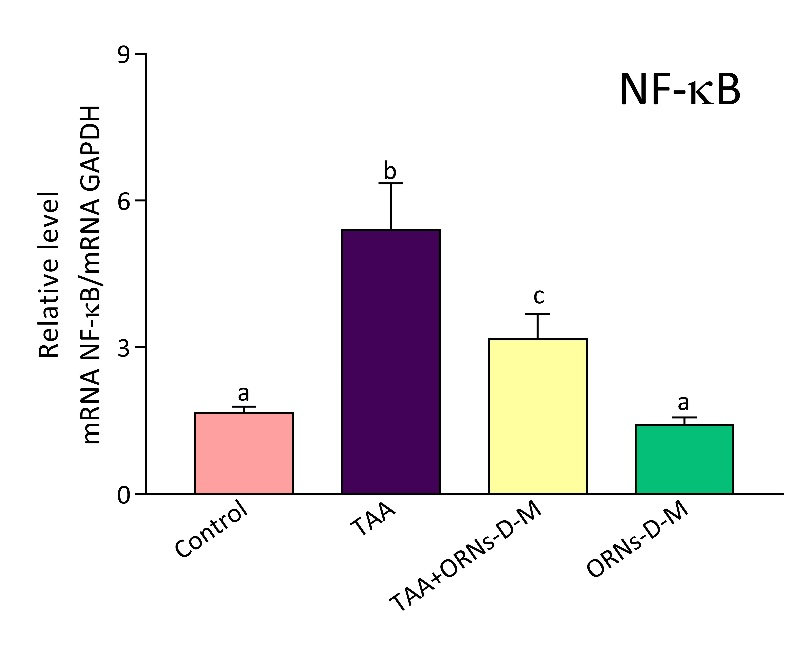 NF-κB
Relative level
mRNA NF-κB/mRNA GAPDH
9
6
3
0
a
b
c
a
Control
TAA
TAA+ORNs-D-M
ORNs-D-M